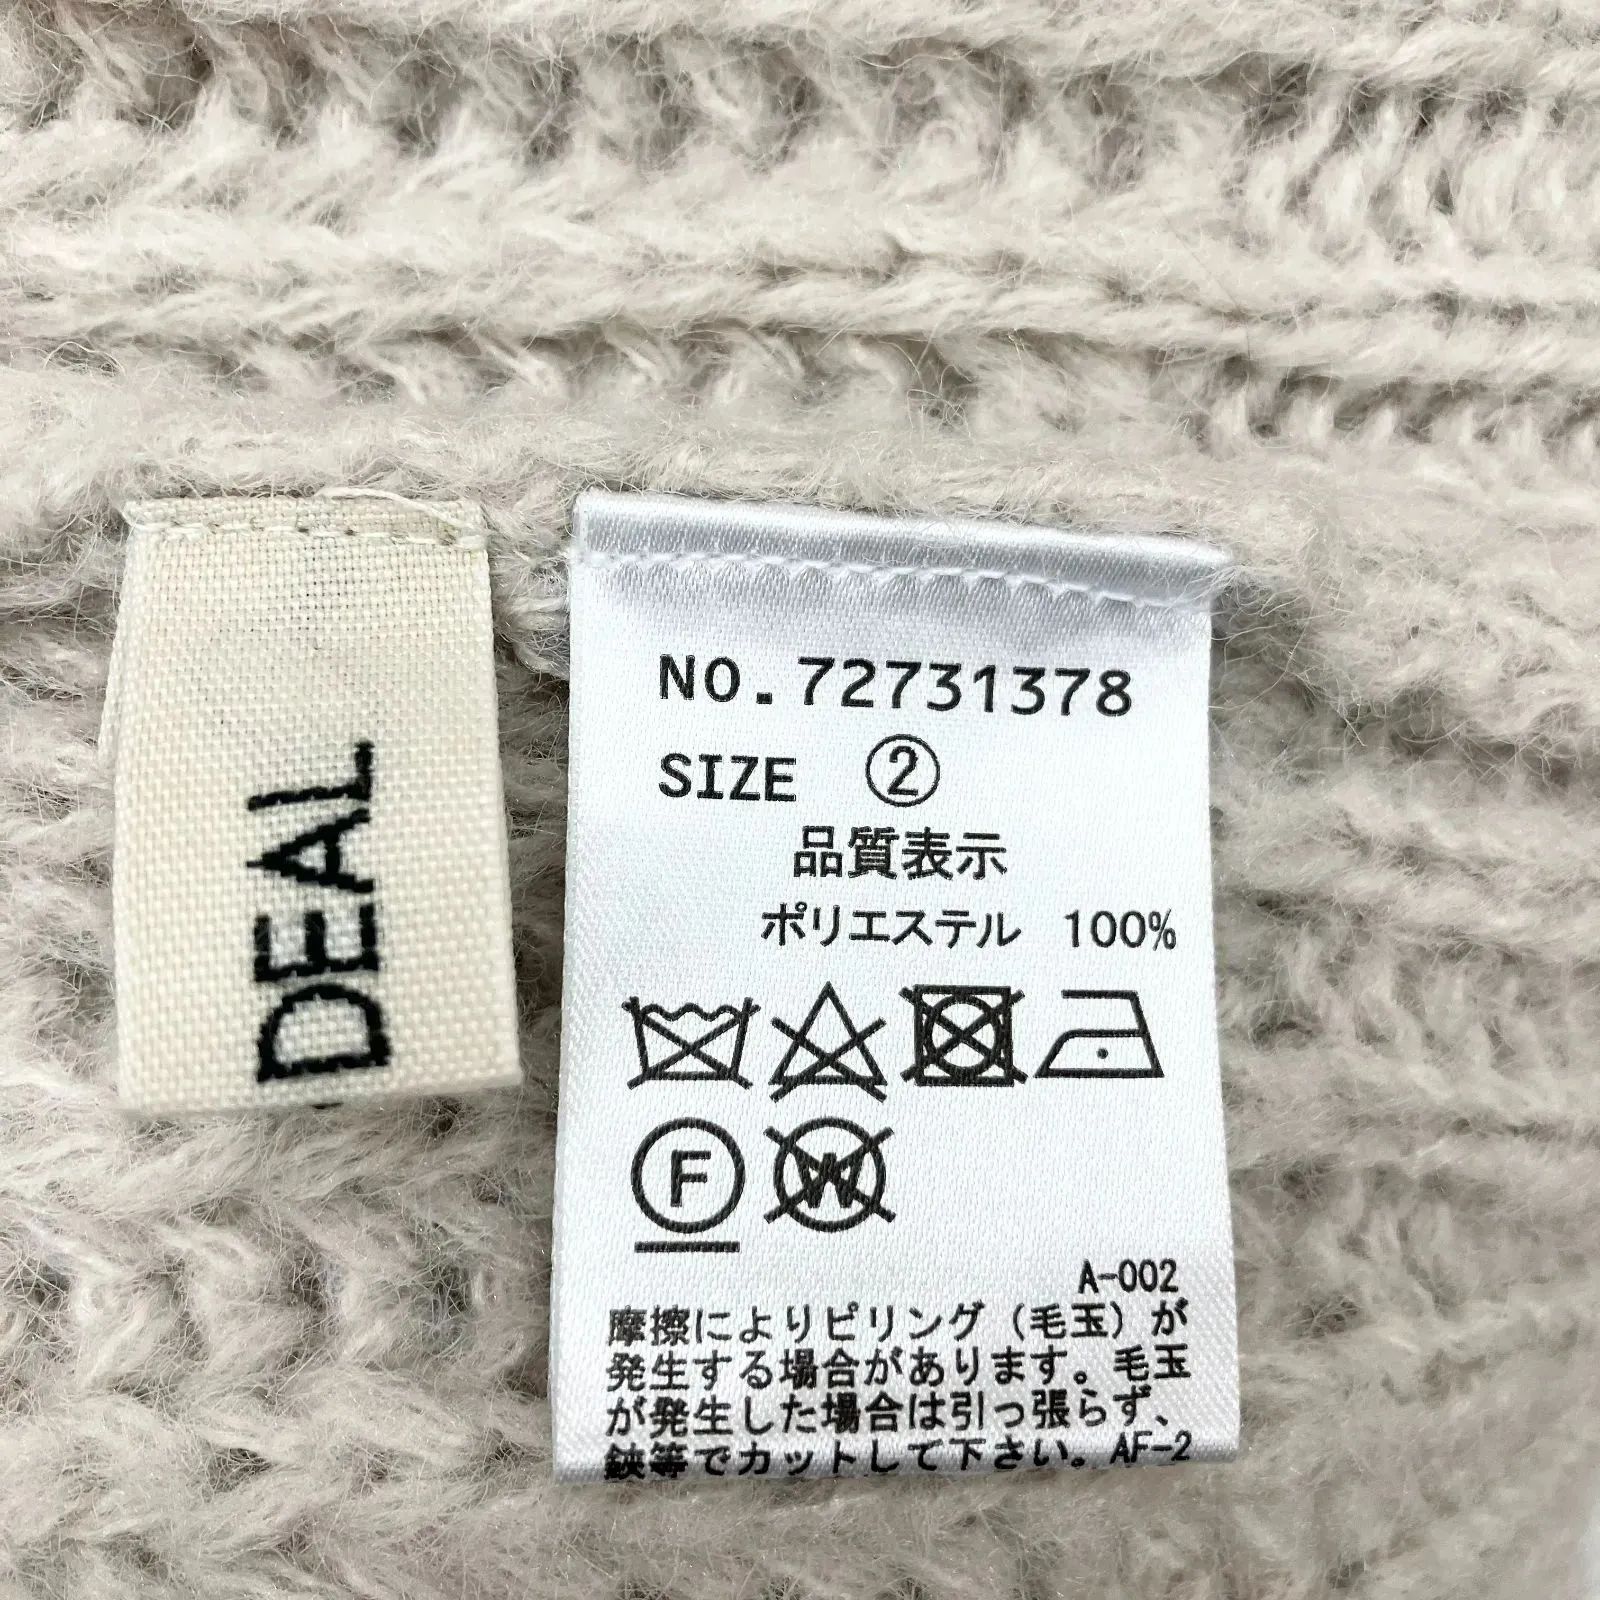 DEAL
NO.72731378
SIZE ②
品質表示
ポリエステル 100%
F
W
A-002
摩擦によりピリング(毛玉)が
発生する場合があります。毛玉
が発生した場合は引っ張らず、
鋏等でカットして下さい。AF-2